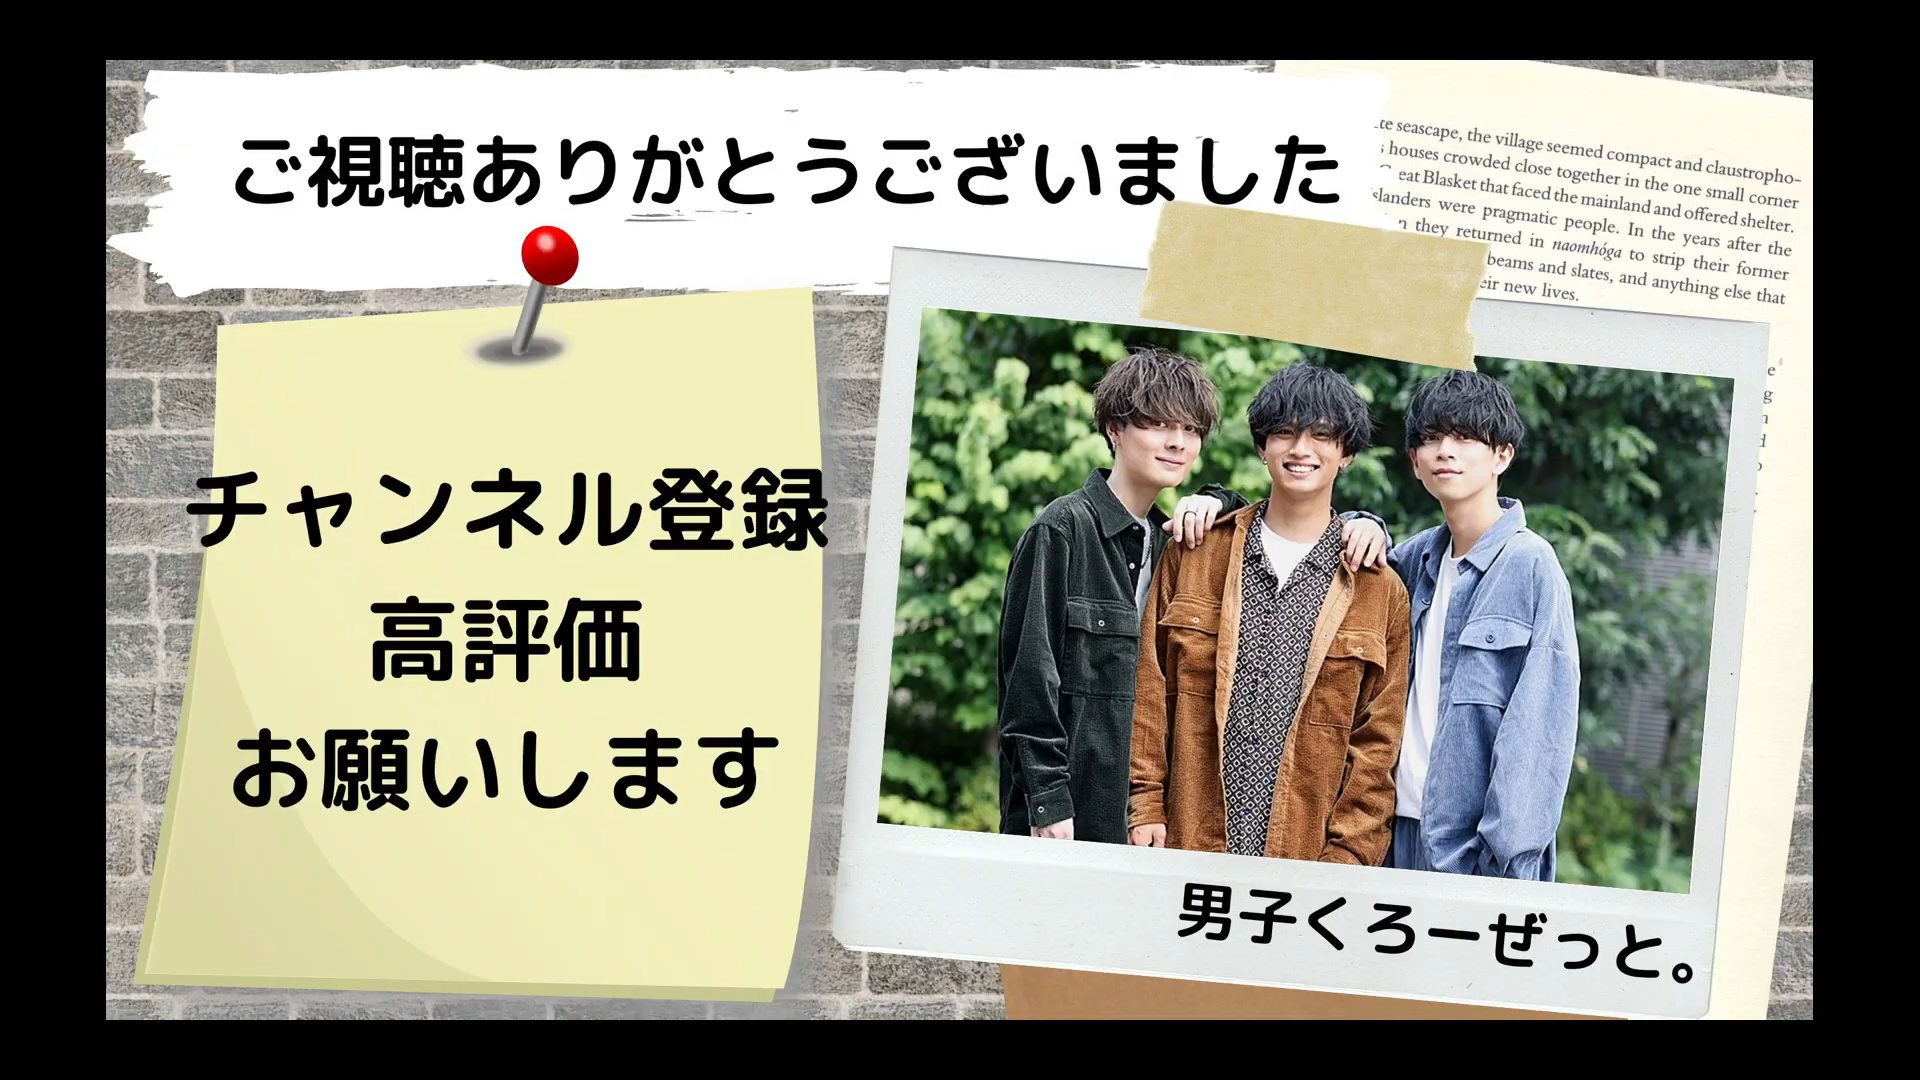 ご視聴ありがとうございました
te seascape, the village seemed compact and claustropho-
houses crowded close together in the one small corner
eat Blasket that faced the mainland and offered shelter.
slanders were pragmatic people. In the years after the
they returned in naomhóga to strip their former
beams and slates, and anything else that
eir new lives.
チャンネル登録
高評価
お願いします
男子くろーぜっと。